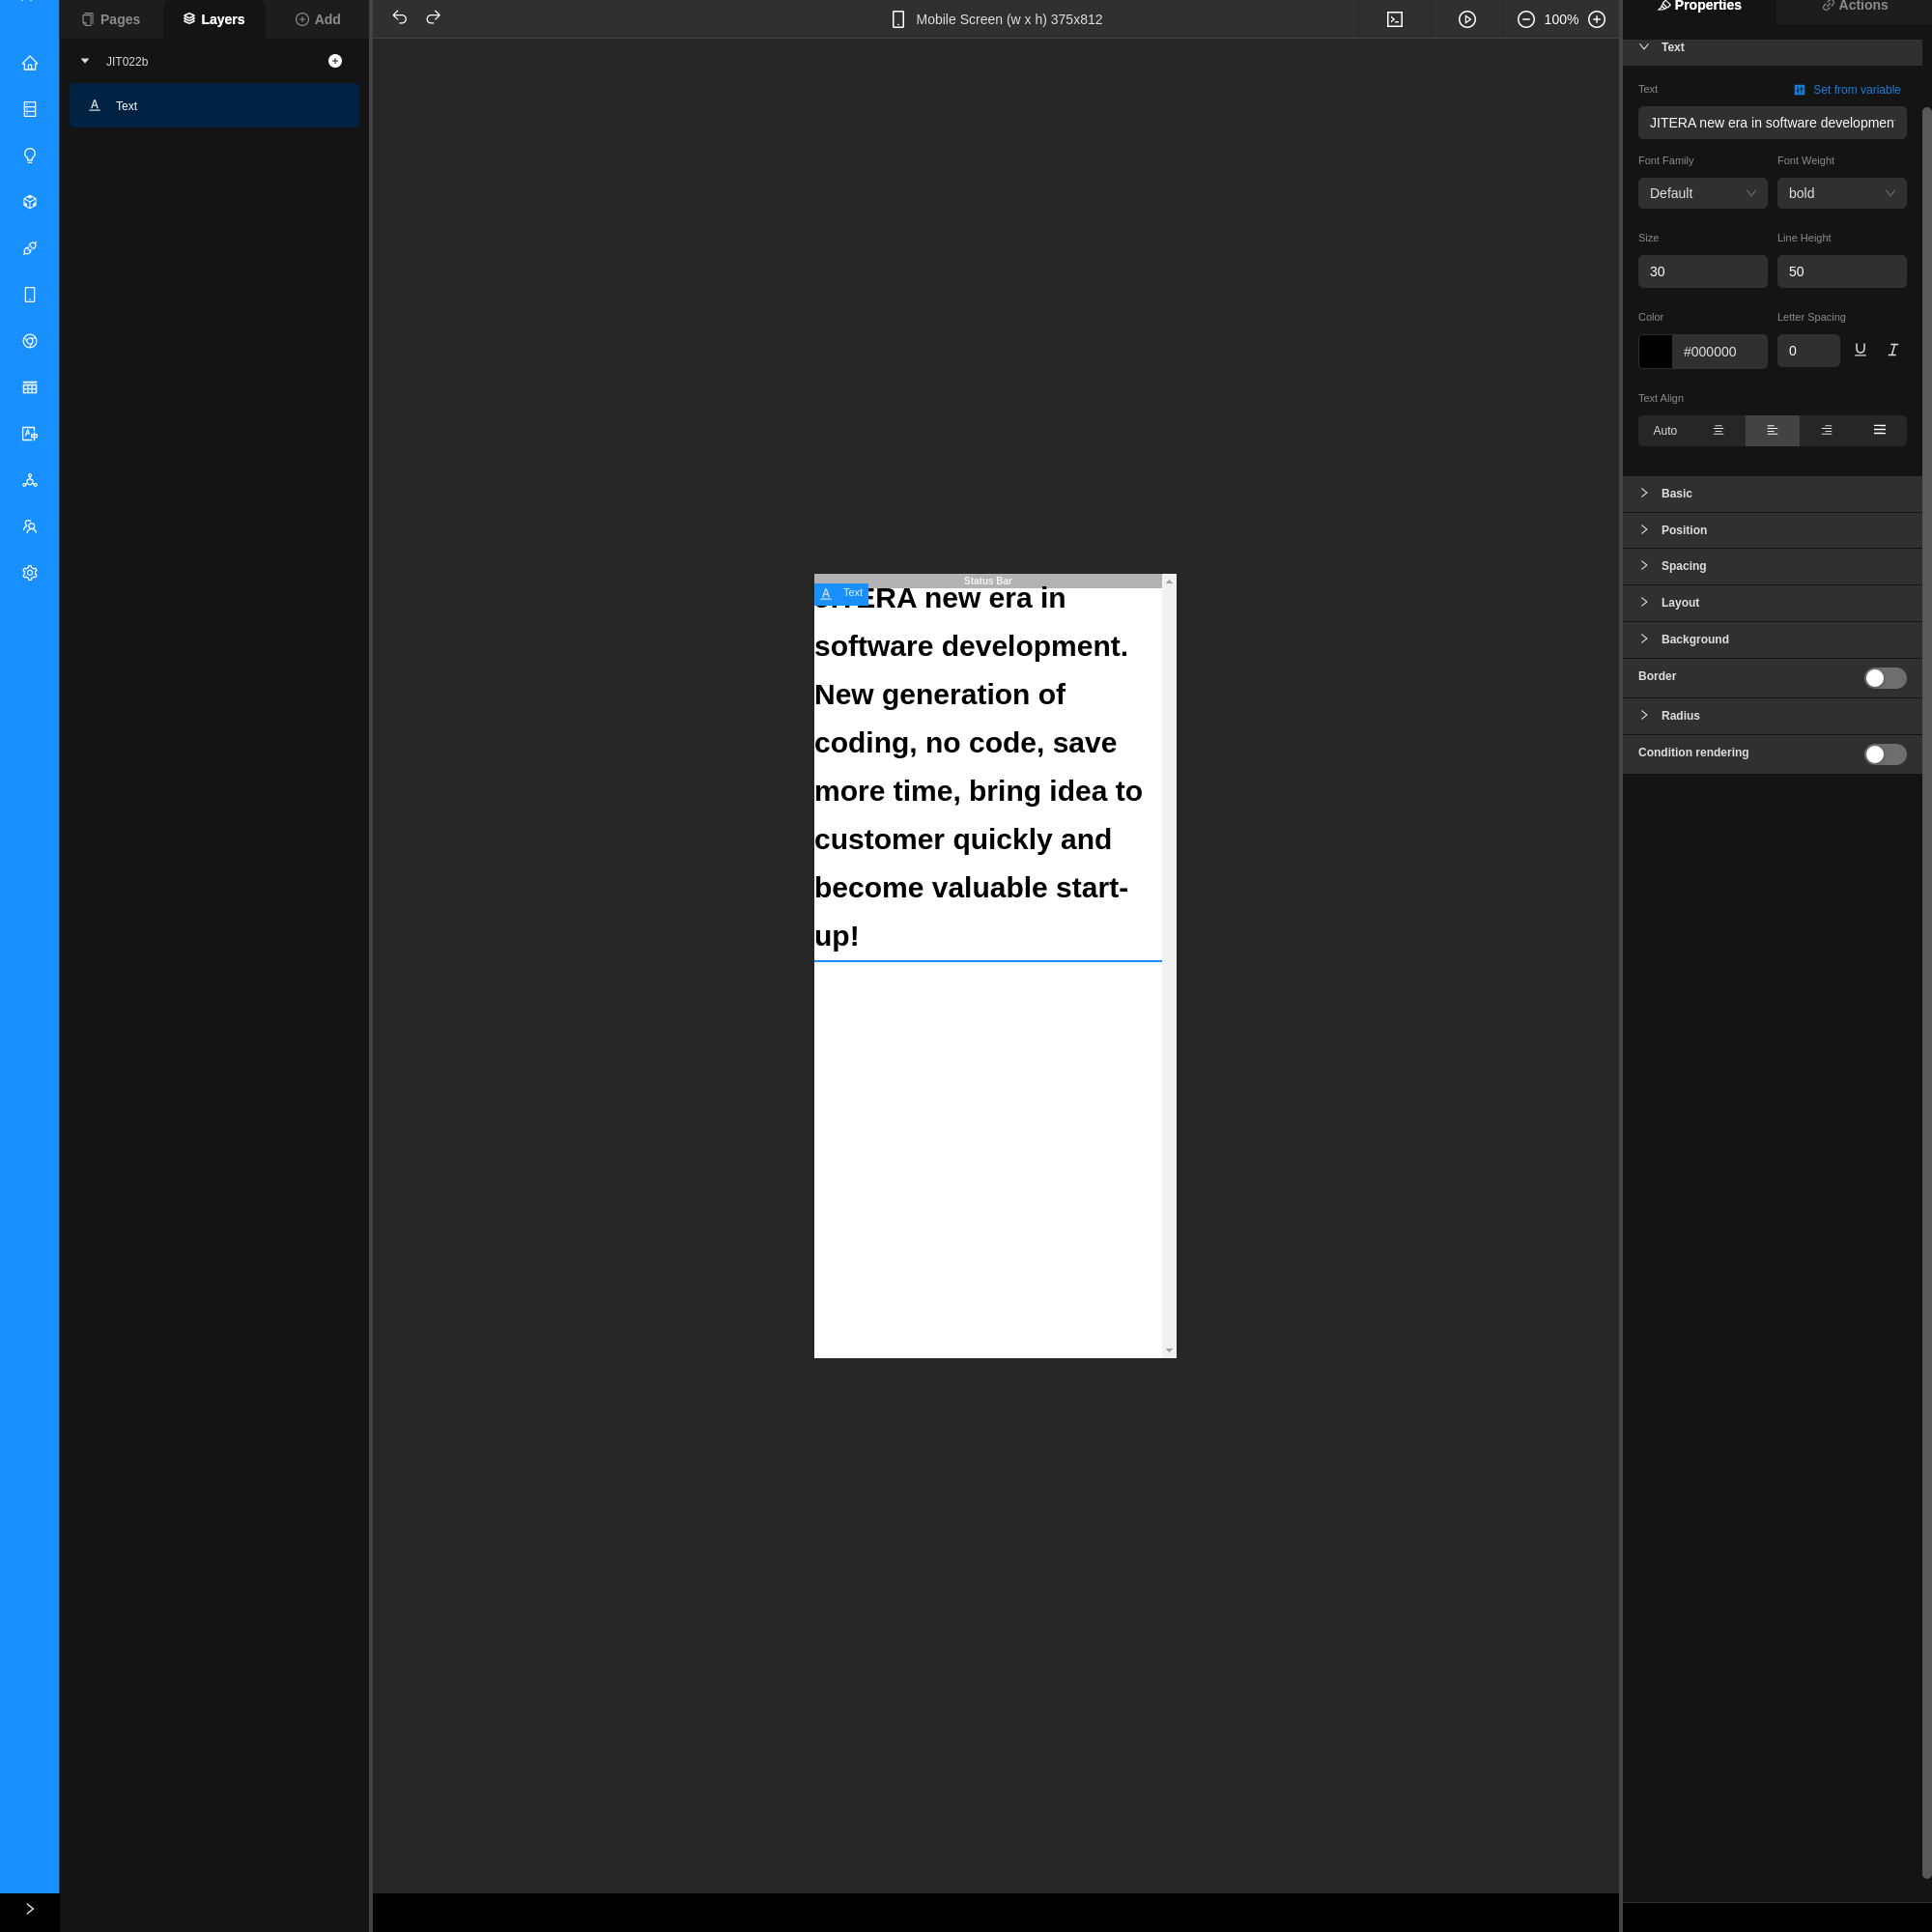 Pages
Layers
Add
JIT022b
Text
Mobile Screen (w x h) 375x812
100%
Status Bar
Text
ERA new era in
software development.
New generation of
coding, no code, save
more time, bring idea to
customer quickly and
become valuable start-
up!
Properties
Actions
Text
Text
Set from variable
JITERA new era in software developmen
Font Family
Font Weight
Default
bold
Size
Line Height
30
50
Color
Letter Spacing
#000000
0
Text Align
Auto
Basic
Position
Spacing
Layout
Background
Border
Radius
Condition rendering